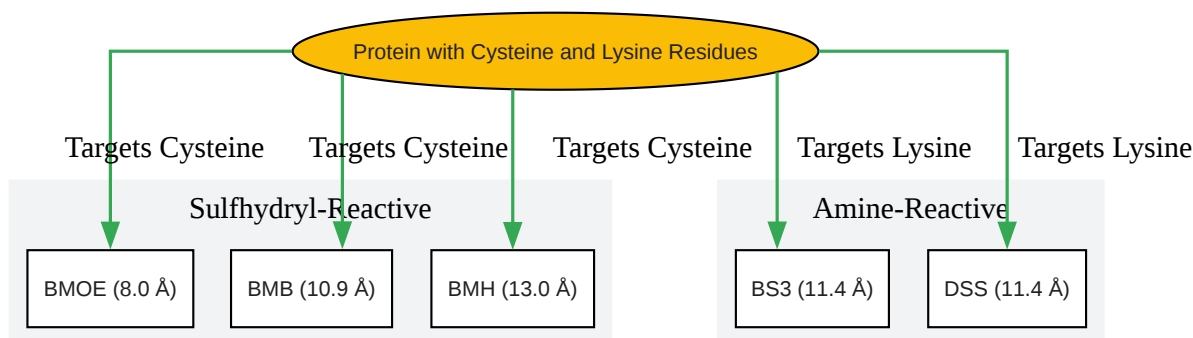 Protein with Cysteine and Lysine Residues
Targets Cysteine
Targets Cysteine
Targets Cysteine
Targets Lysine
Targets Lysine
Sulfhydryl-Reactive
Amine-Reactive
BMOE (8.0 Å)
BMB (10.9 Å)
BMH (13.0 Å)
BS3 (11.4 Å)
DSS (11.4 Å)